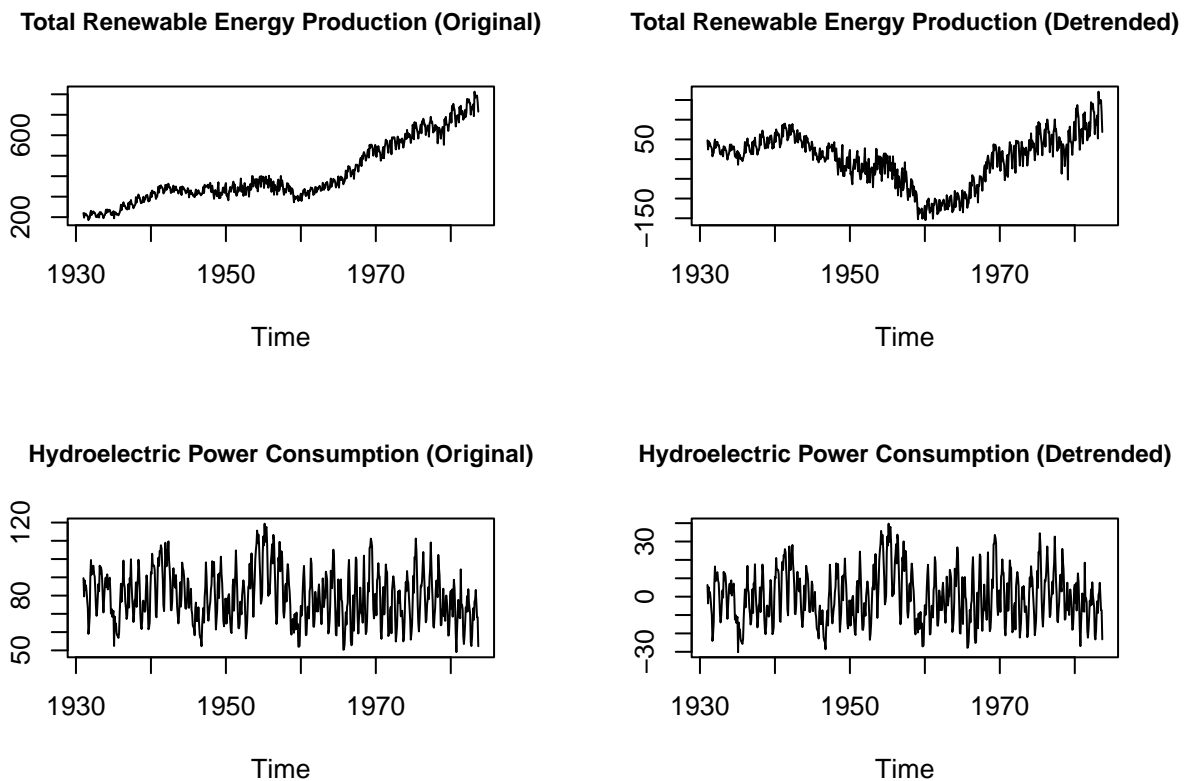 Total Renewable Energy Production (Original)
200
600
1930
1950
1970
Time
Total Renewable Energy Production (Detrended)
−150
50
1930
1950
1970
Time
Hydroelectric Power Consumption (Original)
50
80
120
1930
1950
1970
Time
Hydroelectric Power Consumption (Detrended)
−30
0
30
1930
1950
1970
Time